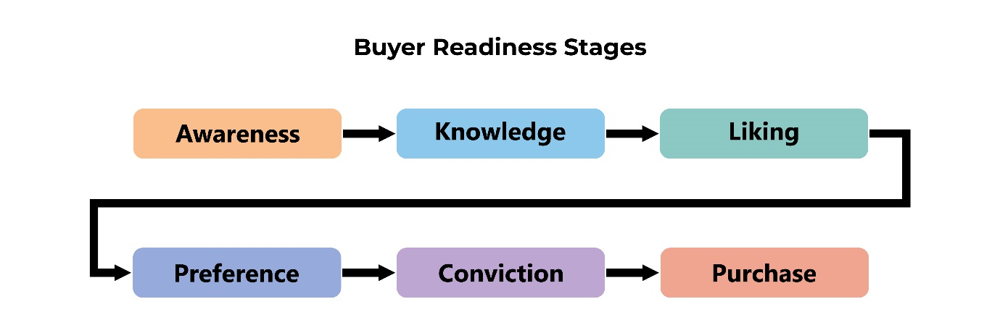 Buyer Readiness Stages
Awareness
Knowledge
Liking
Preference
Conviction
Purchase